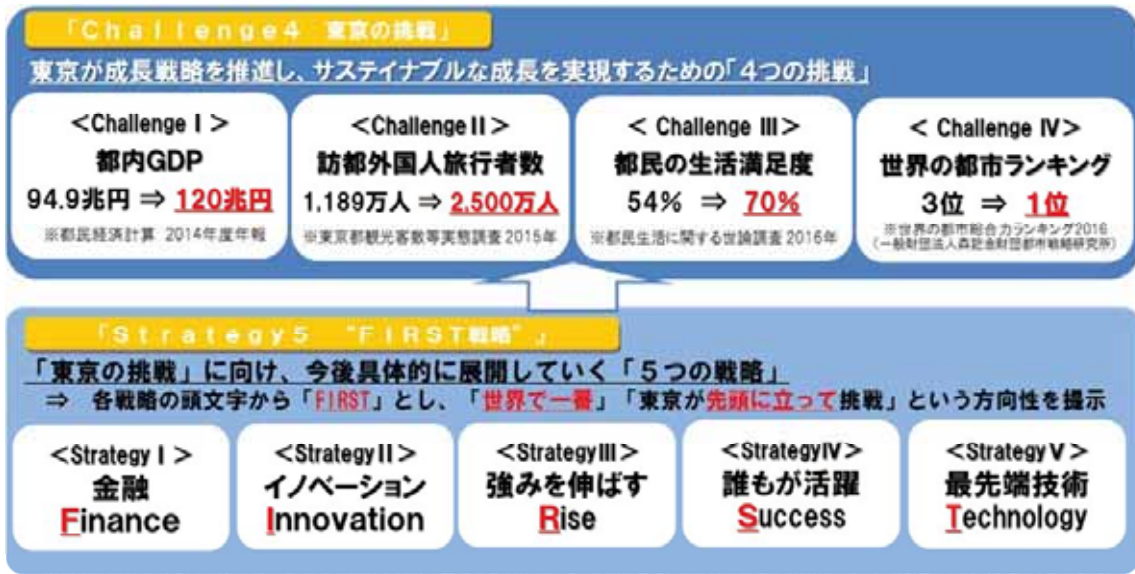 「Challenge4 東京の挑戦」
東京が成長戦略を推進し、サステイナブルな成長を実現するための「4つの挑戦」
＜Challenge Ⅰ＞
都内GDP
94.9兆円 ⇒ 120兆円
※都民経済計算 2014年度年報
＜Challenge Ⅱ＞
訪都外国人旅行者数
1,189万人 ⇒ 2,500万人
※東京都観光客数等実態調査 2015年
＜ Challenge Ⅲ＞
都民の生活満足度
54% ⇒ 70%
※都民生活に関する世論調査 2016年
＜ Challenge Ⅳ＞
世界の都市ランキング
3位 ⇒ 1位
※世界の都市総合力ランキング2016
（一般財団法人森記念財団都市戦略研究所）
「Strategy5 “FIRST戦略”」
「東京の挑戦」に向け、今後具体的に展開していく「5つの戦略」
⇒ 各戦略の頭文字から「FIRST」とし、「世界で一番」「東京が先頭に立って挑戦」という方向性を提示
＜Strategy Ⅰ＞
金融
Finance
＜Strategy Ⅱ＞
イノベーション
Innovation
＜Strategy Ⅲ＞
強みを伸ばす
Rise
＜Strategy Ⅳ＞
誰もが活躍
Success
＜Strategy Ⅴ＞
最先端技術
Technology